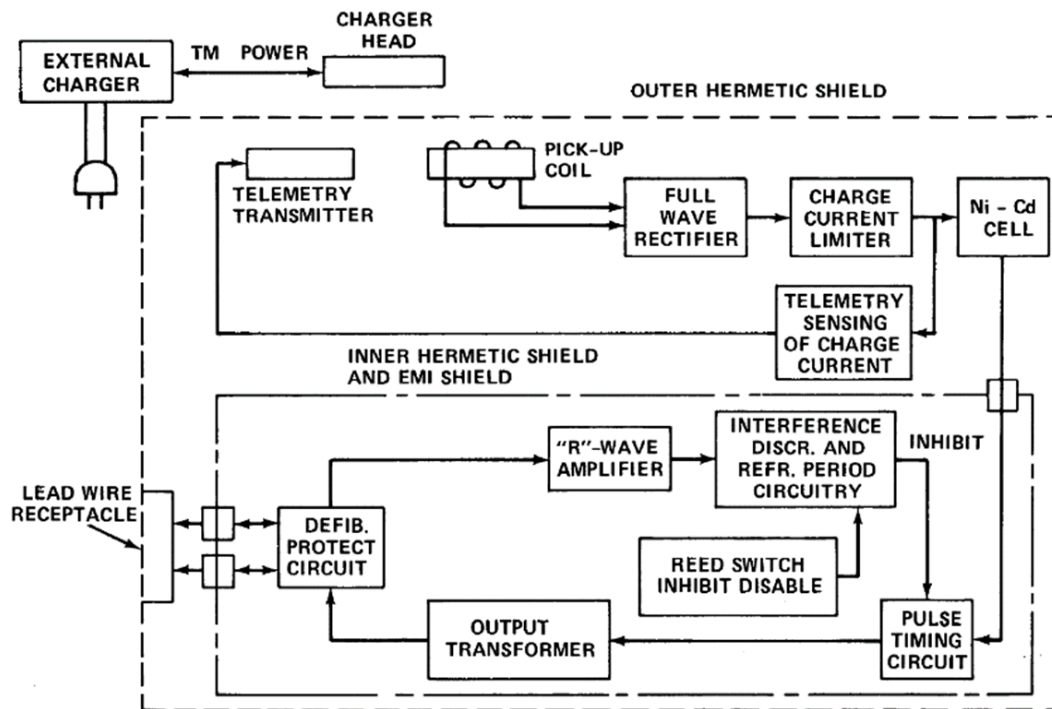 CHARGER
HEAD
EXTERNAL
CHARGER
TM POWER
OUTER HERMETIC SHIELD
PICK-UP
COIL
TELEMETRY
TRANSMITTER
FULL
WAVE
RECTIFIER
CHARGE
CURRENT
LIMITER
Ni - Cd
CELL
TELEMETRY
SENSING
OF CHARGE
CURRENT
INNER HERMETIC SHIELD
AND EMI SHIELD
"R"-WAVE
AMPLIFIER
INTERFERENCE
DISCR. AND
REFR. PERIOD
CIRCUITRY
INHIBIT
LEAD WIRE
RECEPTACLE
DEFIB.
PROTECT
CIRCUIT
REED SWITCH
INHIBIT DISABLE
OUTPUT
TRANSFORMER
PULSE
TIMING
CIRCUIT